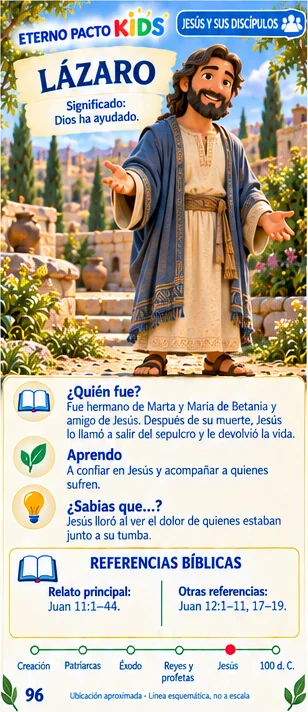 ETERNO PACTO KIDS
JESÚS Y SUS DISCÍPULOS
LÁZARO
Significado:
Dios ha ayudado.
¿Quién fue?
Fue hermano de Marta y María de Betania y
amigo de Jesús. Después de su muerte, Jesús
lo llamó a salir del sepulcro y le devolvió la vida.
Aprendo
A confiar en Jesús y acompañar a quienes
sufren.
¿Sabías que...?
Jesús lloró al ver el dolor de quienes estaban
junto a su tumba.
REFERENCIAS BÍBLICAS
Relato principal:
Juan 11:1–44.
Otras referencias:
Juan 12:1–11, 17–19.
Creación
Patriarcas
Éxodo
Reyes y
profetas
Jesús
100 d. C.
96
Ubicación aproximada - Línea esquemática, no a escala